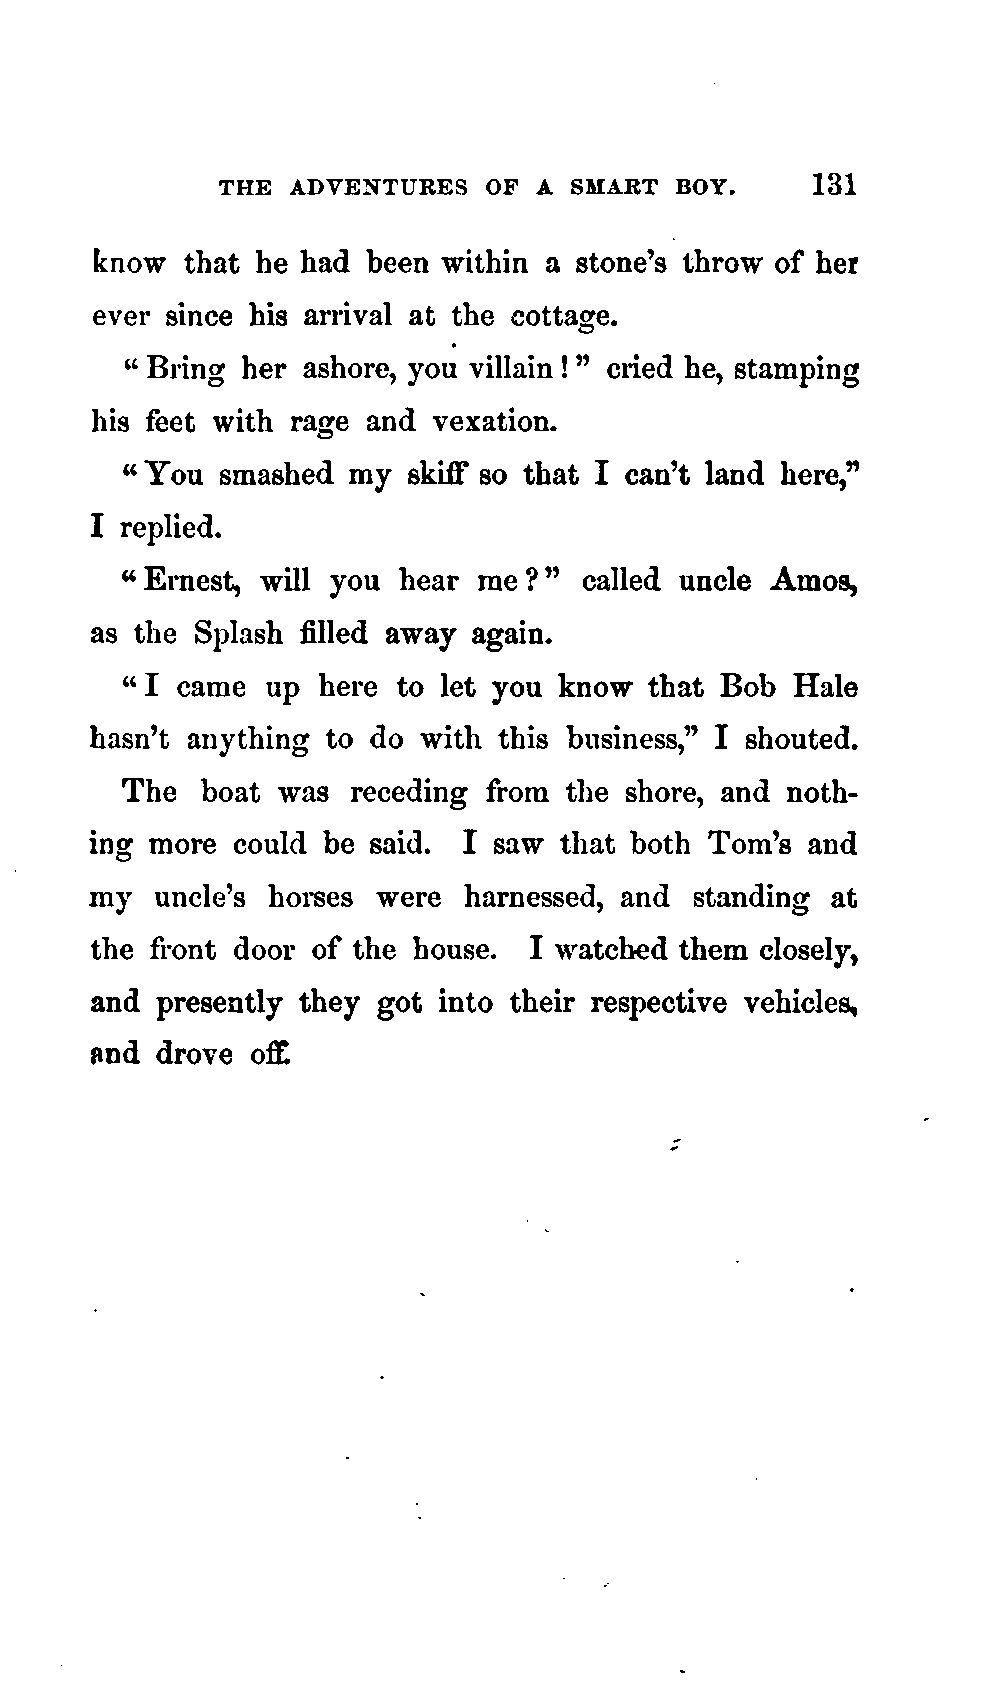 THE ADVENTURES OF A SMART BOY. 131
know that he had been within a stone's throw of her
ever since his arrival at the cottage.
"Bring her ashore, you villain!" cried he, stamping
his feet with rage and vexation.
"You smashed my skiff so that I can't land here,"
I replied.
"Ernest, will you hear me?" called uncle Amos,
as the Splash filled away again.
"I came up here to let you know that Bob Hale
hasn't anything to do with this business," I shouted.
The boat was receding from the shore, and noth-
ing more could be said. I saw that both Tom's and
my uncle's horses were harnessed, and standing at
the front door of the house. I watched them closely,
and presently they got into their respective vehicles,
and drove off.